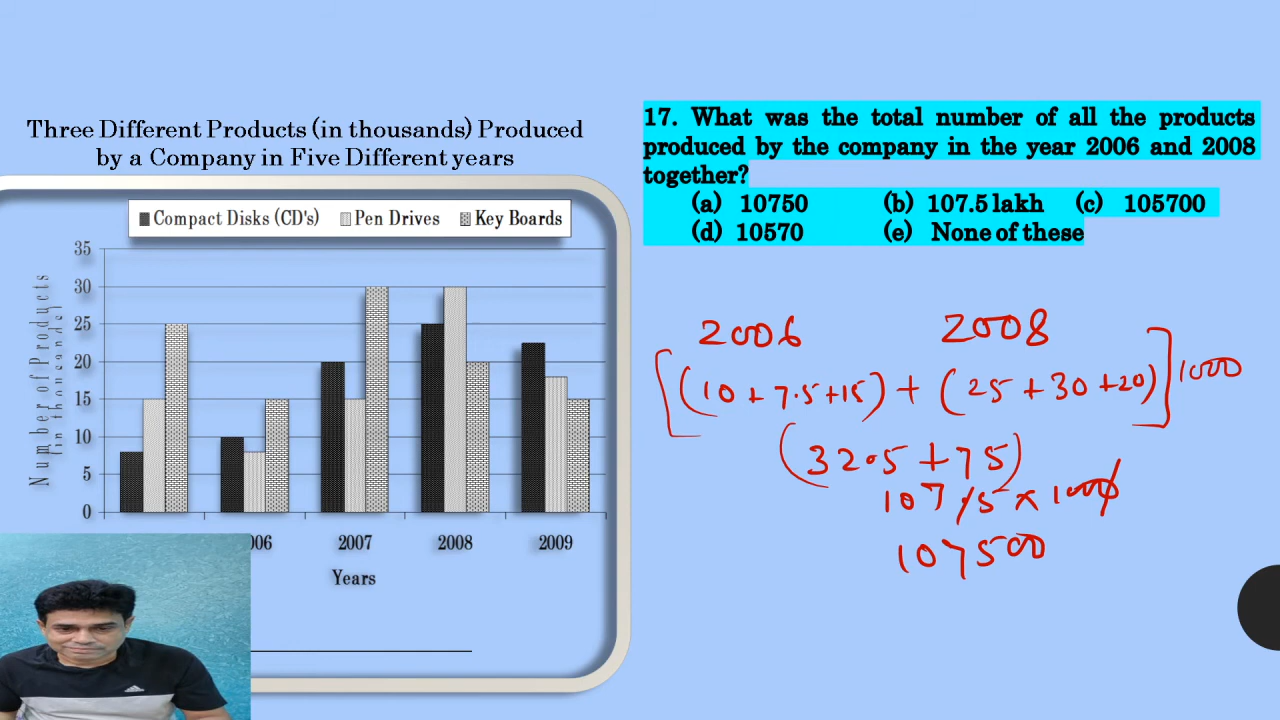 Three Different Products (in thousands) Produced
by a Company in Five Different years
Compact Disks (CD's) Pen Drives Key Boards
Number of Products
(in thousands)
35
30
25
20
15
10
5
0
006 2007 2008 2009
Years
17. What was the total number of all the products
produced by the company in the year 2006 and 2008
together?
(a) 10750 (b) 107.5 lakh (c) 105700
(d) 10570 (e) None of these
2006 2008
[(10 + 7.5 + 15) + (25 + 30 + 20)] 1000
(32.5 + 75)
107.5 × 1000
107500